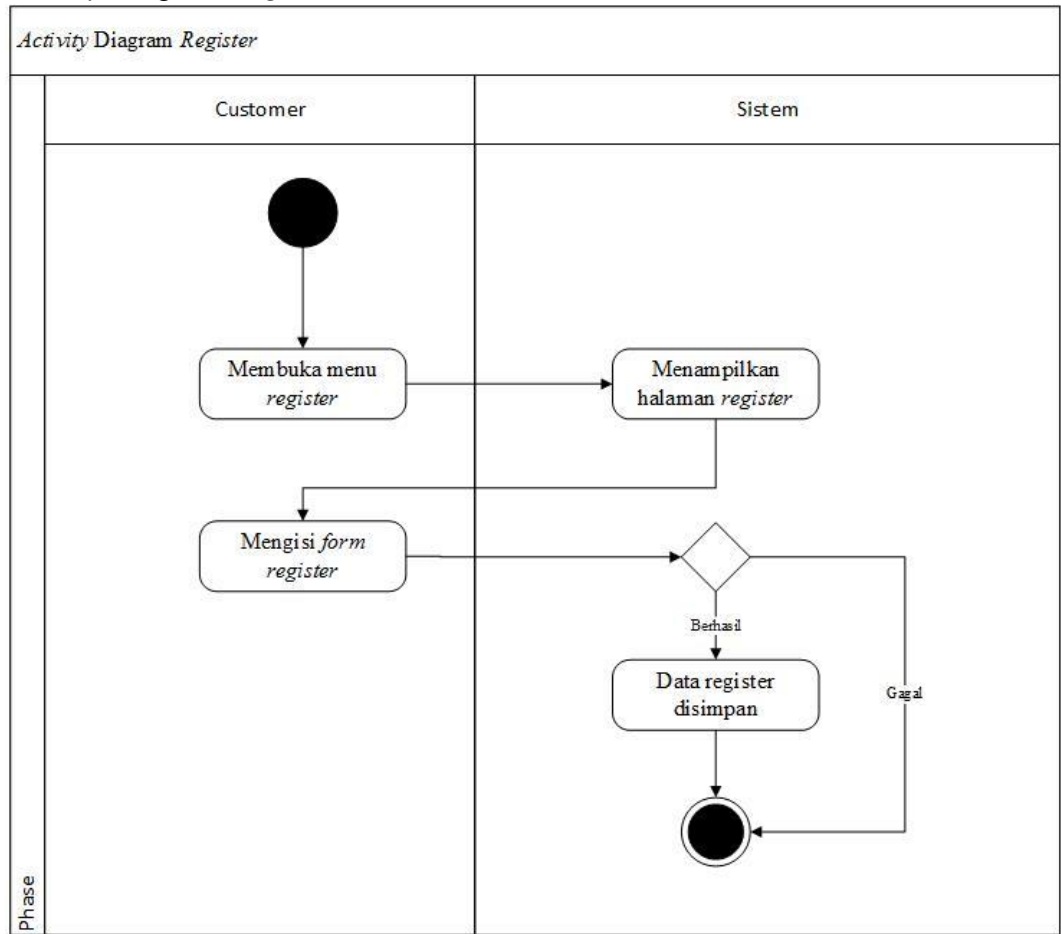 Activity Diagram Register
Customer
Sistem
Membuka menu
register
Menampilkan
halaman register
Mengisi form
register
Berhasil
Data register
disimpan
Gagal
Phase